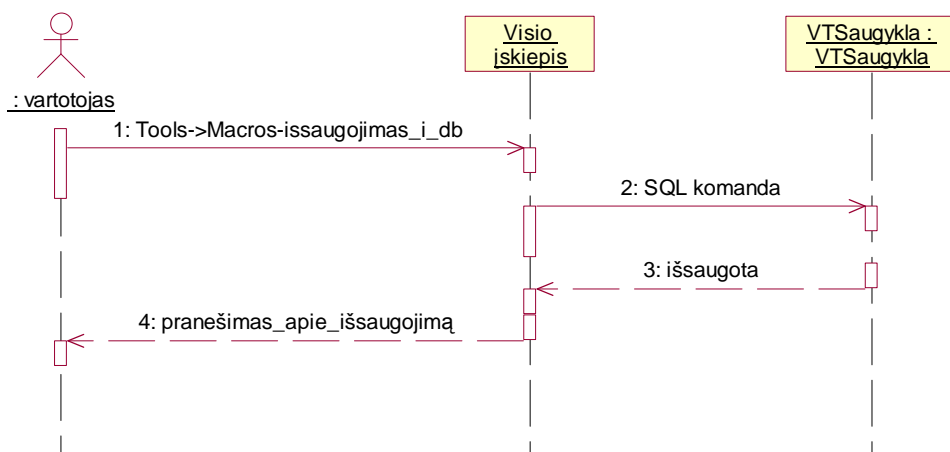 Visio
įskiepis
VTSaugykla :
VTSaugykla
: vartotojas
1: Tools->Macros-issaugojimas_i_db
2: SQL komanda
3: išsaugota
4: pranešimas_apie_išsaugojimą